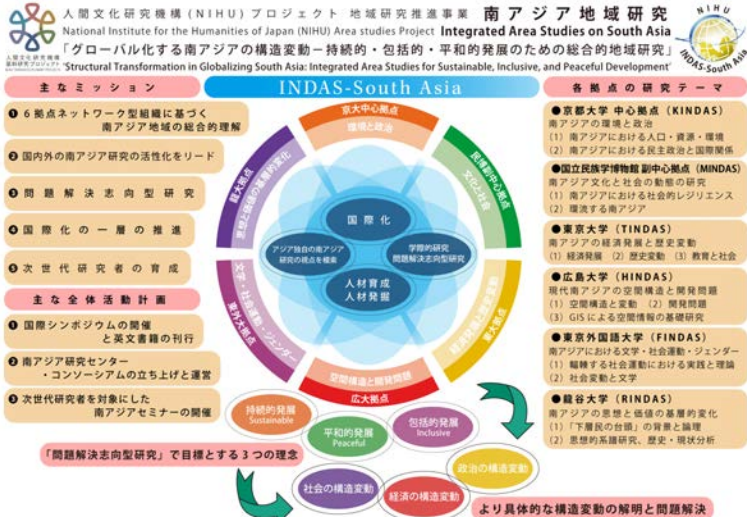 人間文化研究機構(NIHU)プロジェクト 地域研究推進事業 南アジア地域研究
National Institute for the Humanities of Japan (NIHU) Area studies Project Integrated Area Studies on South Asia
「グローバル化する南アジアの構造変動－持続的・包括的・平和的発展のための総合的地域研究」
'Structural Transformation in Globalizing South Asia: Integrated Area Studies for Sustainable, Inclusive, and Peaceful Development'
人間文化研究機構
NIHU
INDAS-South Asia
主なミッション
❶ 6拠点ネットワーク型組織に基づく
南アジア地域の総合的理解
❷ 国内外の南アジア研究の活性化をリード
❸ 問題解決志向型研究
❹ 国際化の一層の推進
❺ 次世代研究者の育成
主な全体活動計画
❶ 国際シンポジウムの開催
と英文書籍の刊行
❷ 南アジア研究センター
・コンソーシアムの立ち上げと運営
❸ 次世代研究者を対象にした
南アジアセミナーの開催
INDAS-South Asia
京大中心拠点
環境と政治
民博副中心拠点
文化と社会
東大拠点
経済発展と歴史変動
広大拠点
空間構造と開発問題
東外大拠点
文学・社会運動・ジェンダー
龍大拠点
思想と価値の基層的変化
国際化
アジア独自の南アジア
研究の視点を模索
学際的研究
問題解決志向型研究
人材育成
人材発掘
持続的発展
Sustainable
平和的発展
Peaceful
包括的発展
Inclusive
「問題解決志向型研究」で目標とする3つの理念
社会の構造変動
経済の構造変動
政治の構造変動
より具体的な構造変動の解明と問題解決
各拠点の研究テーマ
●京都大学 中心拠点（KINDAS）
南アジアの環境と政治
(1) 南アジアにおける人口・資源・環境
(2) 南アジアにおける民主政治と国際関係
●国立民族学博物館 副中心拠点（MINDAS）
南アジア文化と社会の動態の研究
(1) 南アジアにおける社会的レジリエンス
(2) 環流する南アジア
●東京大学（TINDAS）
南アジアの経済発展と歴史変動
(1) 経済発展 (2) 歴史変動 (3) 教育と社会
●広島大学（HINDAS）
現代南アジアの空間構造と開発問題
(1) 空間構造と変動 (2) 開発問題
(3) GISによる空間情報の基礎研究
●東京外国語大学（FINDAS）
南アジアにおける文学・社会運動・ジェンダー
(1) 輻輳する社会運動における実践と理論
(2) 社会変動と文学
●龍谷大学（RINDAS）
南アジアの思想と価値の基層的変化
(1)「下層民の台頭」の背景と論理
(2) 思想的系譜研究、歴史・現状分析